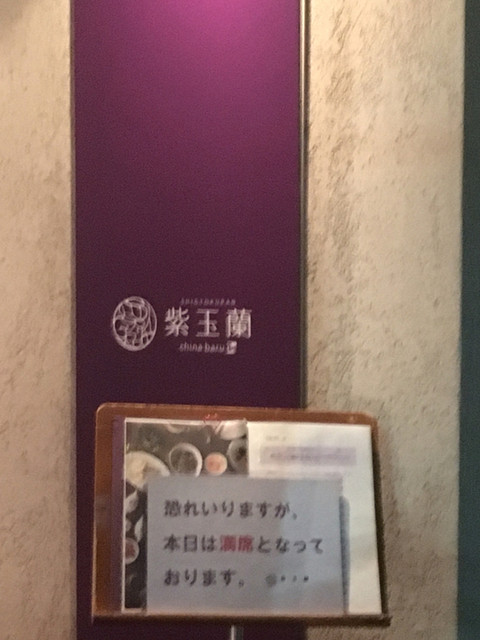 SHIGYOKURAN
紫玉蘭
china baru
恐れいりますが、
本日は満席となって
おります。